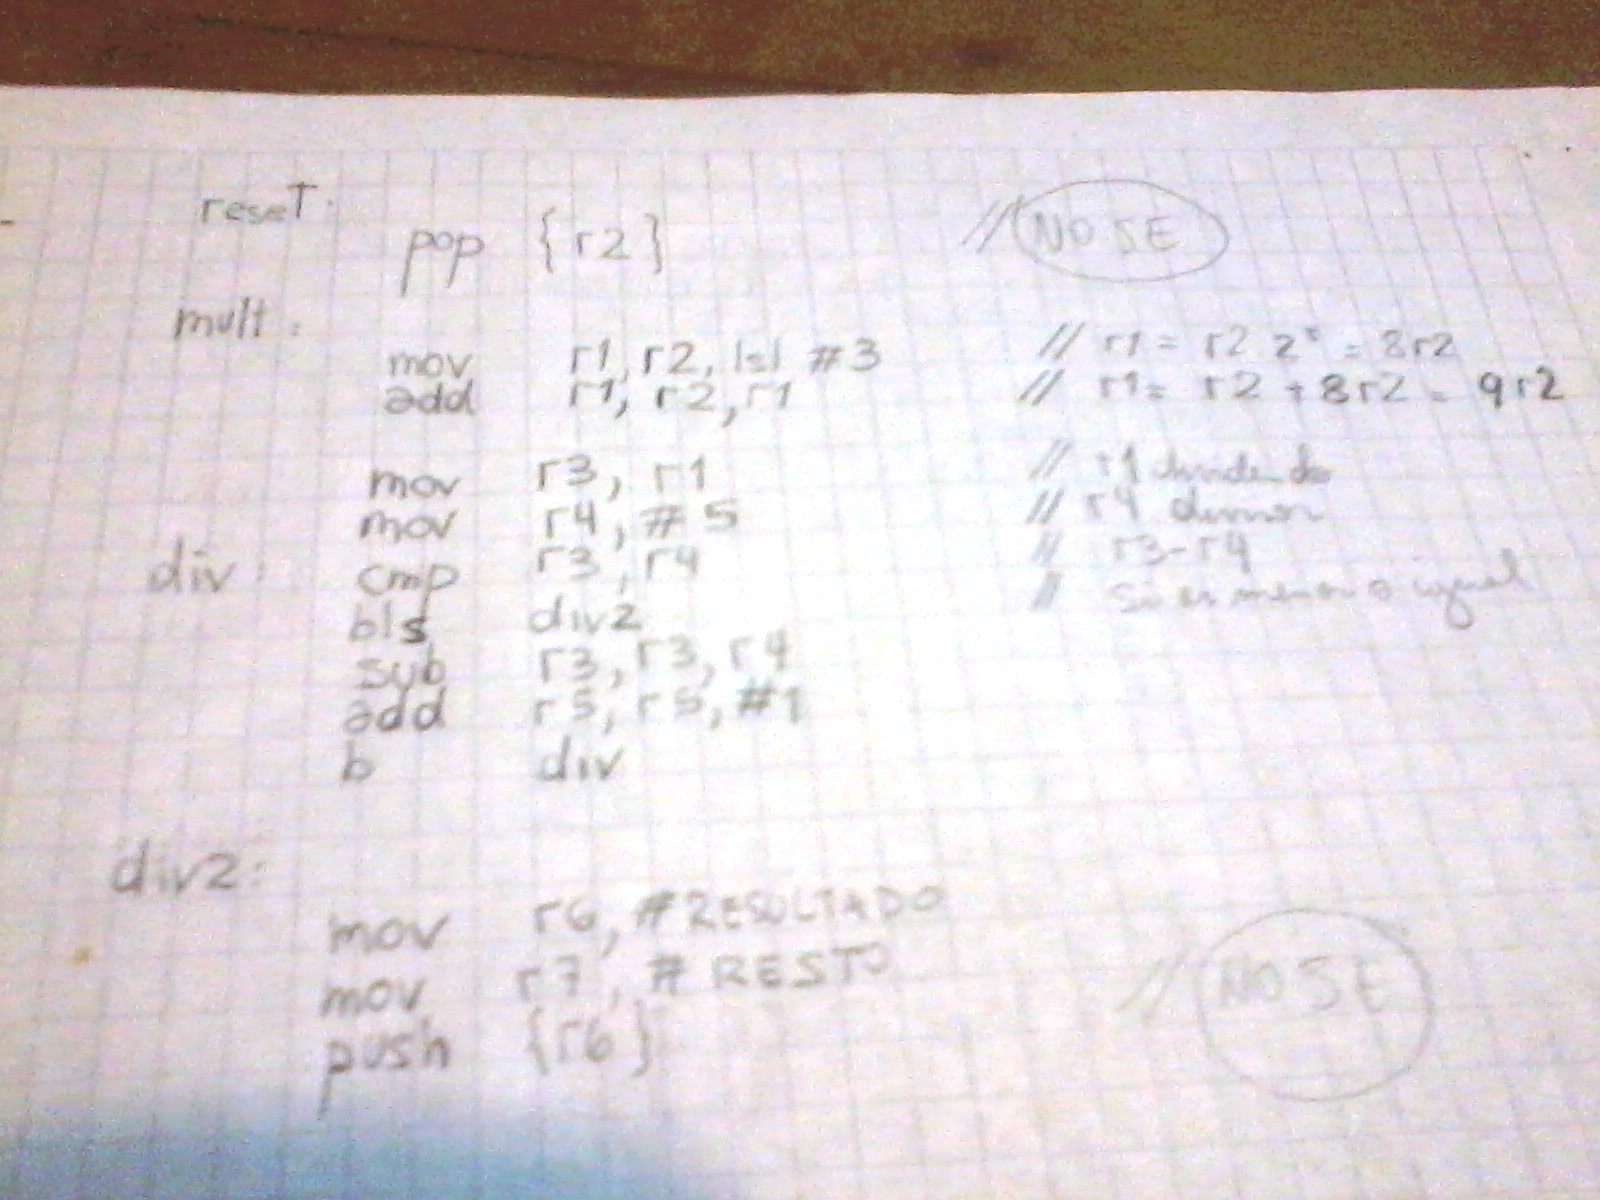 reset:
pop {r2} // NO SE
mult:
mov r1, r2, lsl #3 // r1 = r2 2³ = 8r2
add r1, r2, r1 // r1 = r2 + 8r2 = 9r2
mov r3, r1 // r1 dividendo
mov r4, #5 // r4 divisor
div: cmp r3, r4 // r3-r4
bls div2 // si es menor o igual
sub r3, r3, r4
add r5, r5, #1
b div
div2:
mov r6, #RESULTADO
mov r7, #RESTO // NO SE
push {r6}